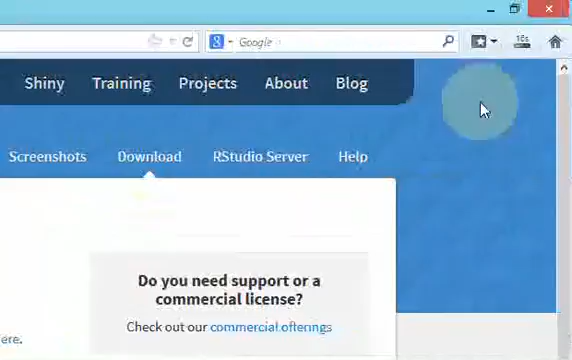 Google
16s
Shiny Training Projects About Blog
Screenshots Download RStudio Server Help
Do you need support or a
commercial license?
Check out our commercial offerings
ere.